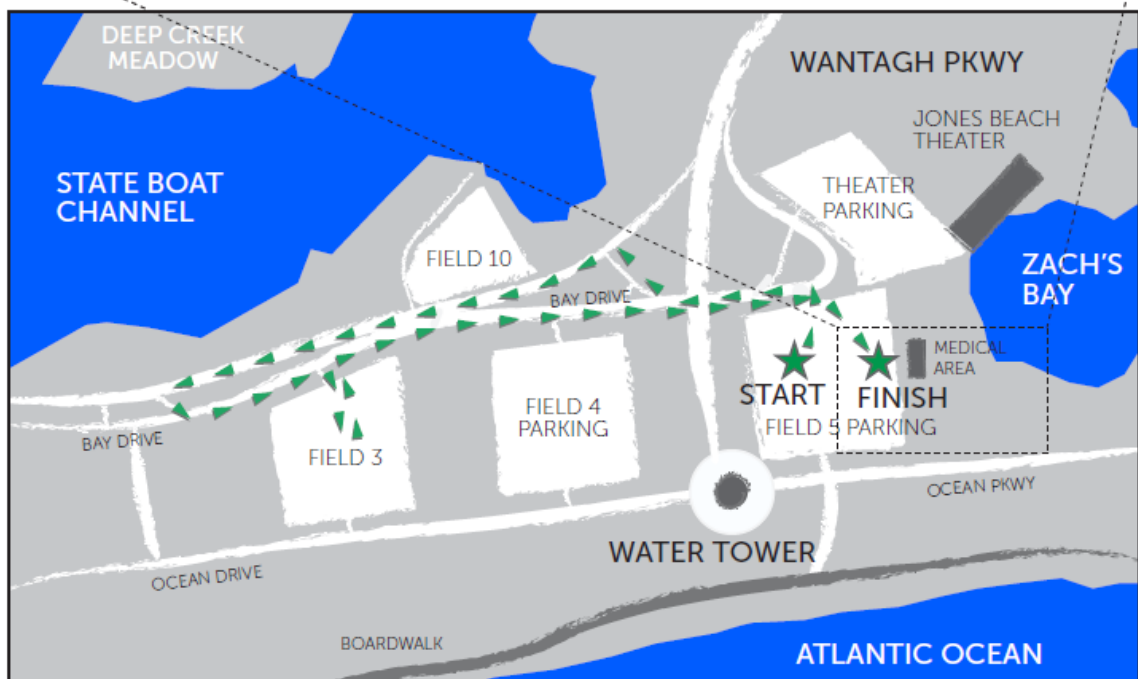 DEEP CREEK
MEADOW
WANTAGH PKWY
JONES BEACH
THEATER
STATE BOAT
CHANNEL
THEATER
PARKING
FIELD 10
ZACH'S
BAY
BAY DRIVE
MEDICAL
AREA
START
FINISH
FIELD 5 PARKING
FIELD 4
PARKING
BAY DRIVE
FIELD 3
OCEAN PKWY
WATER TOWER
OCEAN DRIVE
BOARDWALK
ATLANTIC OCEAN